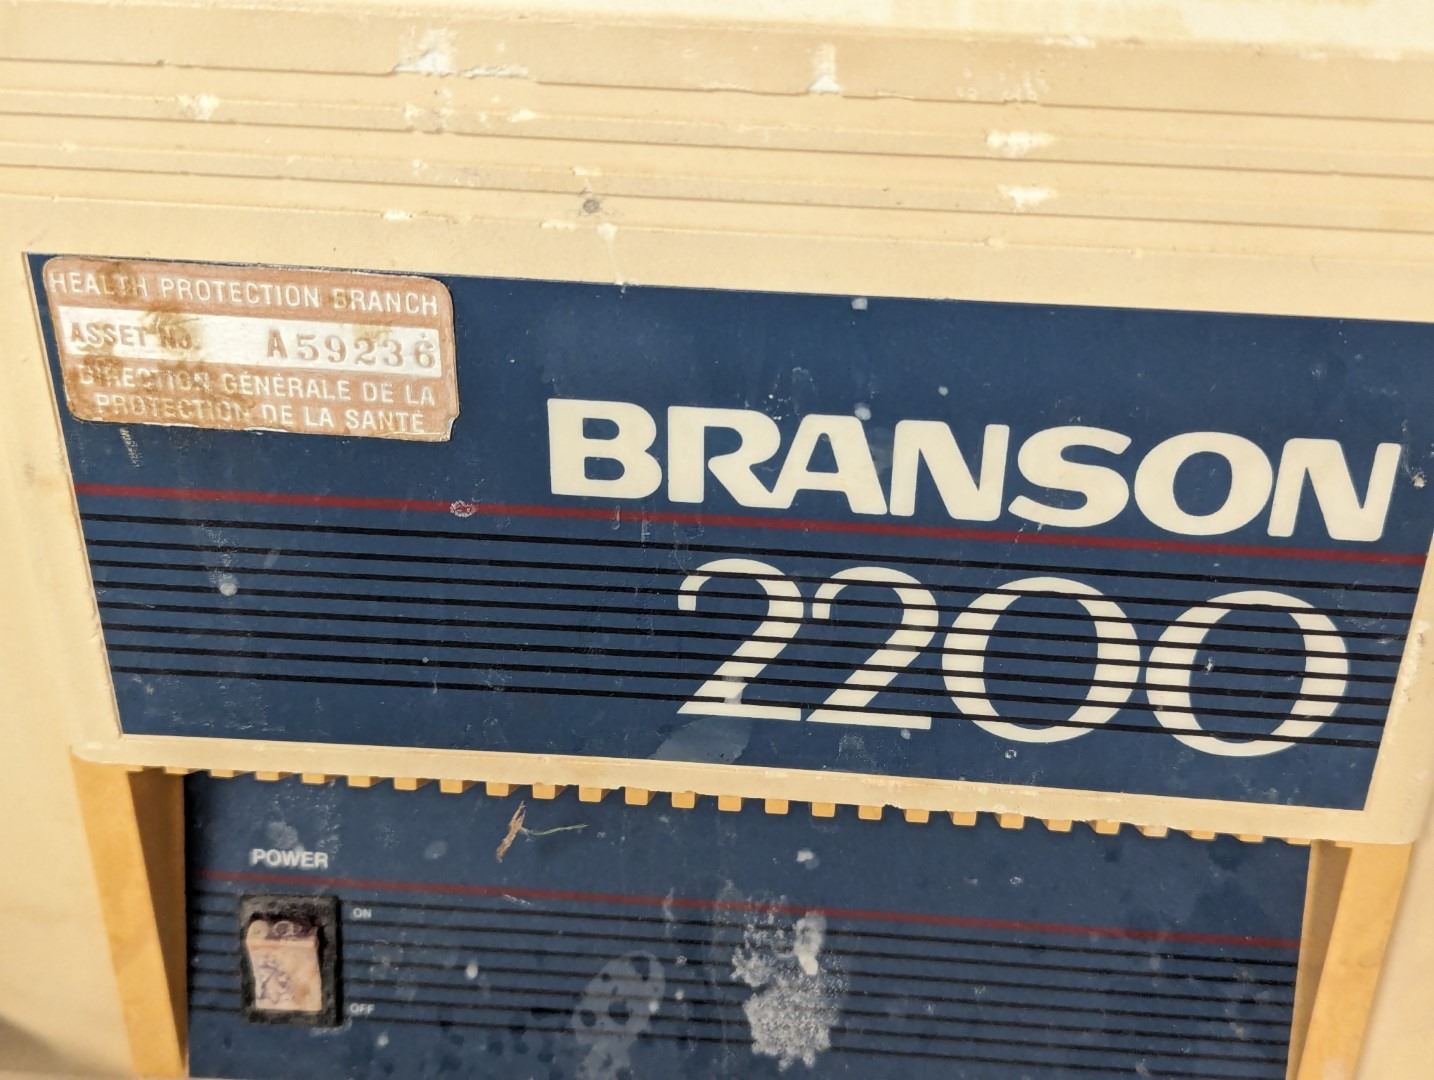 HEALTH PROTECTION BRANCH
ASSET NO. A59236
DIRECTION GÉNÉRALE DE LA
PROTECTION DE LA SANTÉ
BRANSON
2200
POWER
ON
OFF